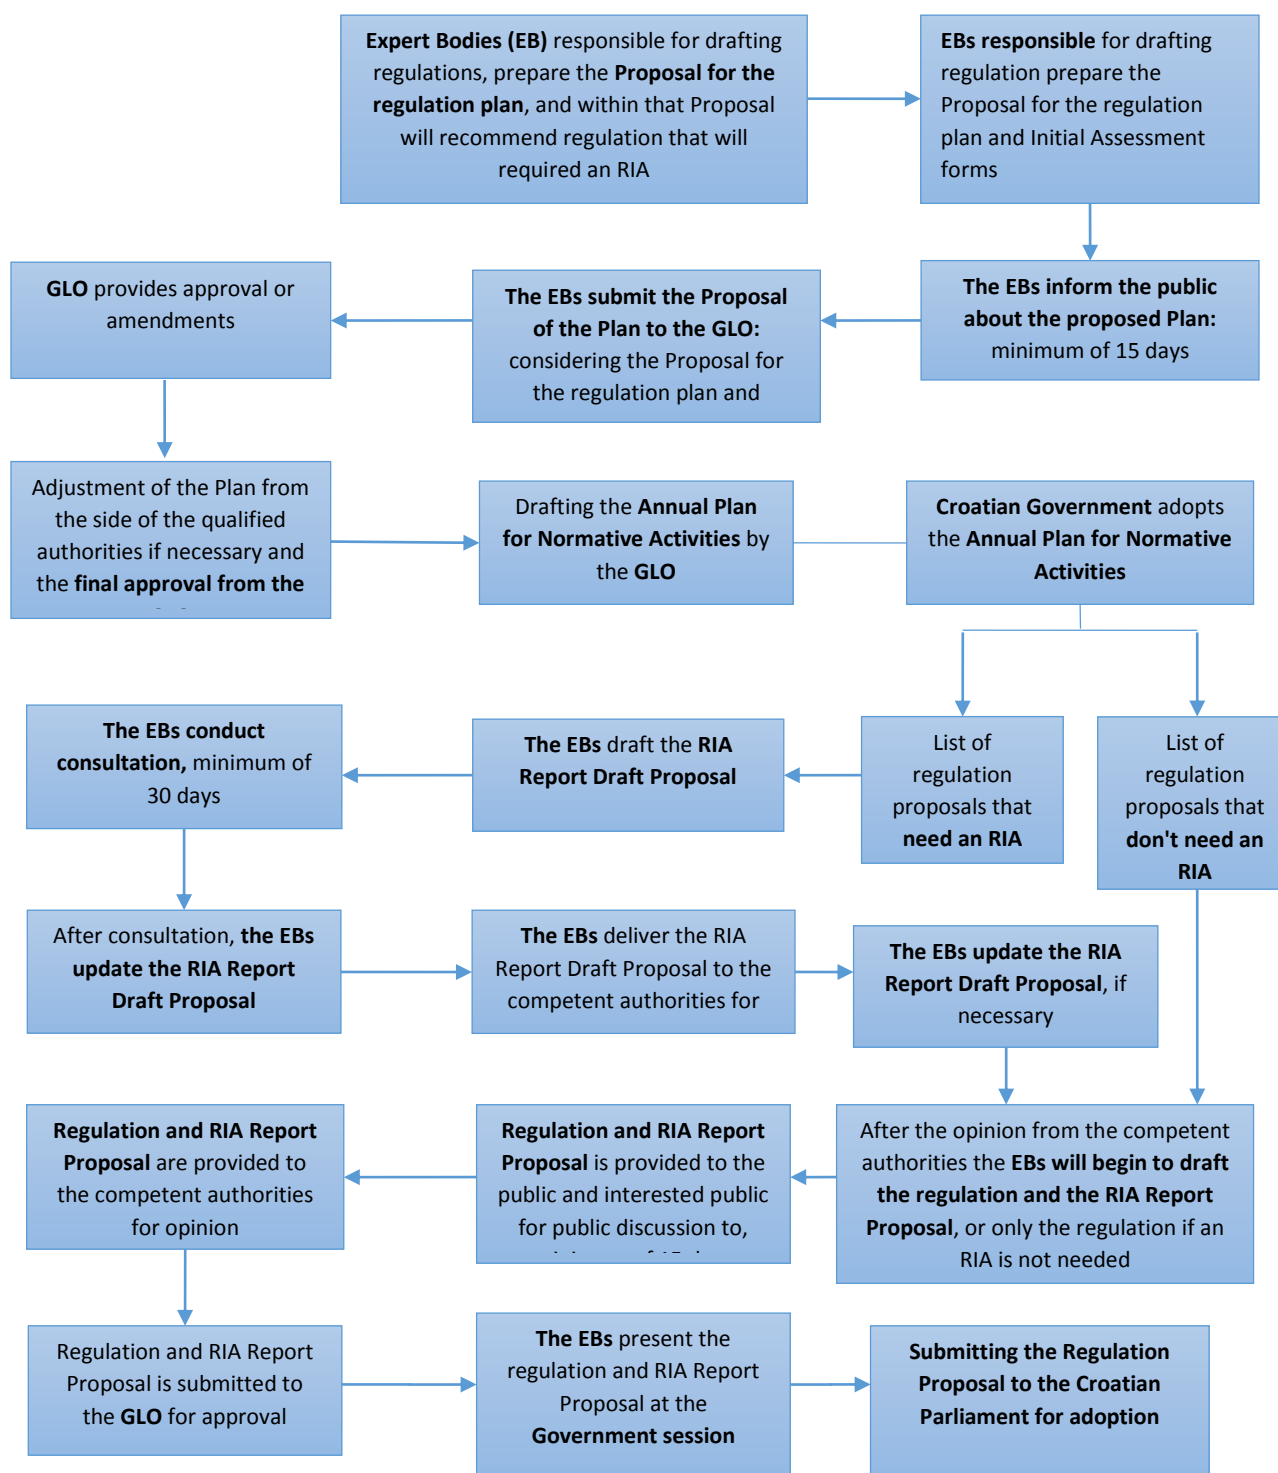 Expert Bodies (EB) responsible for drafting
regulations, prepare the Proposal for the
regulation plan, and within that Proposal
will recommend regulation that will
required an RIA
EBs responsible for drafting
regulation prepare the
Proposal for the regulation
plan and Initial Assessment
forms
The EBs inform the public
about the proposed Plan:
minimum of 15 days
The EBs submit the Proposal
of the Plan to the GLO:
considering the Proposal for
the regulation plan and
GLO provides approval or
amendments
Adjustment of the Plan from
the side of the qualified
authorities if necessary and
the final approval from the
Drafting the Annual Plan
for Normative Activities by
the GLO
Croatian Government adopts
the Annual Plan for Normative
Activities
List of
regulation
proposals that
need an RIA
List of
regulation
proposals that
don't need an
RIA
The EBs draft the RIA
Report Draft Proposal
The EBs conduct
consultation, minimum of
30 days
After consultation, the EBs
update the RIA Report
Draft Proposal
The EBs deliver the RIA
Report Draft Proposal to the
competent authorities for
The EBs update the RIA
Report Draft Proposal, if
necessary
After the opinion from the competent
authorities the EBs will begin to draft
the regulation and the RIA Report
Proposal, or only the regulation if an
RIA is not needed
Regulation and RIA Report
Proposal is provided to the
public and interested public
for public discussion to,
Regulation and RIA Report
Proposal are provided to
the competent authorities
for opinion
Regulation and RIA Report
Proposal is submitted to
the GLO for approval
The EBs present the
regulation and RIA Report
Proposal at the
Government session
Submitting the Regulation
Proposal to the Croatian
Parliament for adoption